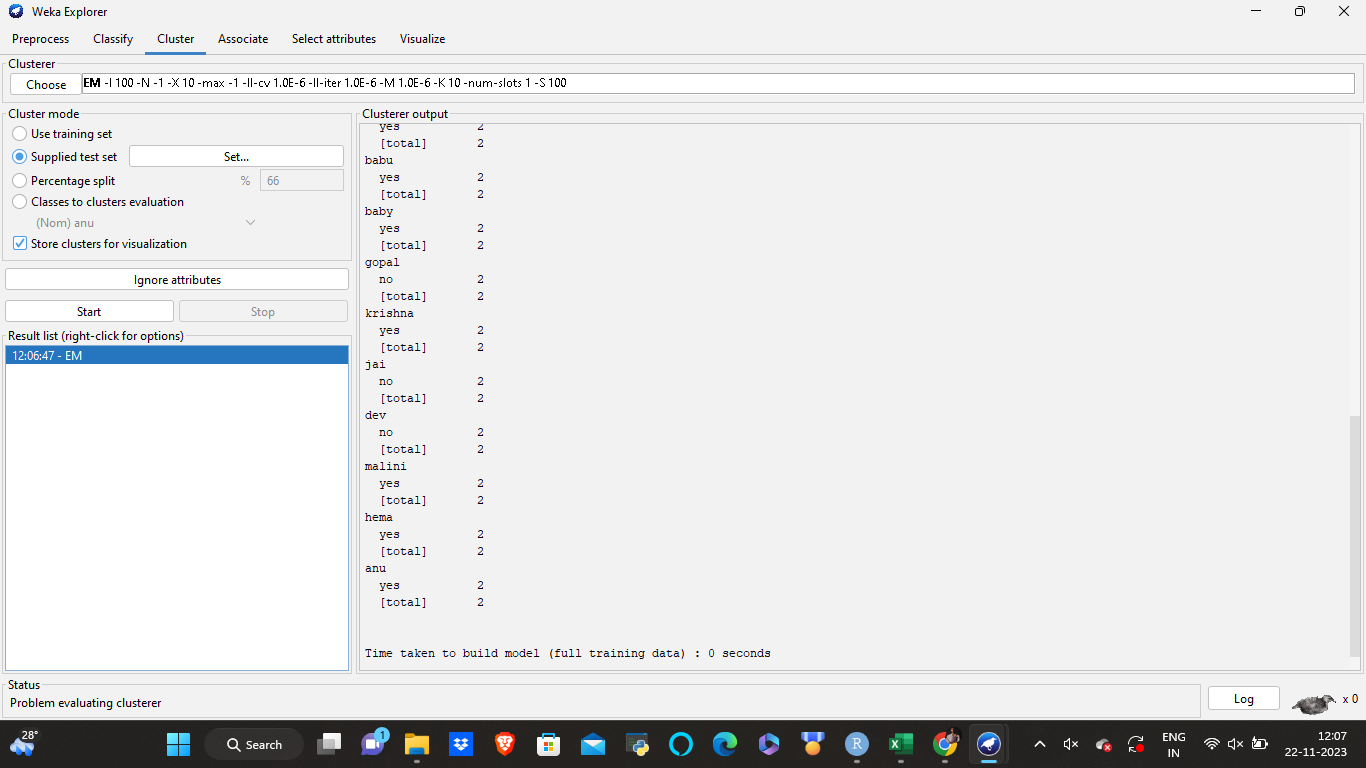 Weka Explorer
Preprocess Classify Cluster Associate Select attributes Visualize
Clusterer
Choose EM -I 100 -N -1 -X 10 -max -1 -ll-cv 1.0E-6 -ll-iter 1.0E-6 -M 1.0E-6 -K 10 -num-slots 1 -S 100
Cluster mode
Use training set
Supplied test set Set...
Percentage split % 66
Classes to clusters evaluation
(Nom) anu
Store clusters for visualization
Ignore attributes
Start Stop
Result list (right-click for options)
12:06:47 - EM
Clusterer output
yes 2
[total] 2
babu
yes 2
[total] 2
baby
yes 2
[total] 2
gopal
no 2
[total] 2
krishna
yes 2
[total] 2
jai
no 2
[total] 2
dev
no 2
[total] 2
malini
yes 2
[total] 2
hema
yes 2
[total] 2
anu
yes 2
[total] 2
Time taken to build model (full training data) : 0 seconds
Status
Problem evaluating clusterer
Log x 0
28°
Search
1
R
ENG
IN
12:07
22-11-2023